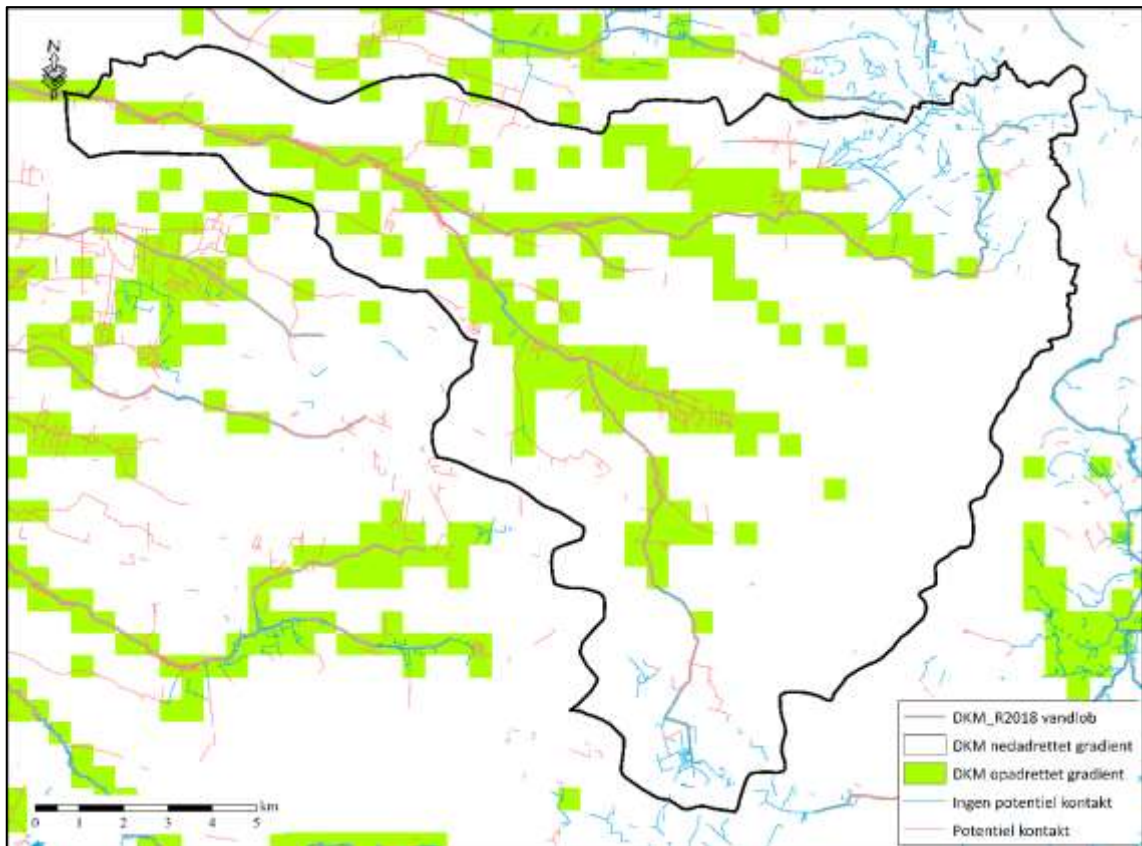 N
DKM_R2018 vandløb
DKM nedadrettet gradient
DKM opadrettet gradient
Ingen potentiel kontakt
Potentiel kontakt
km
0 1 2 3 4 5